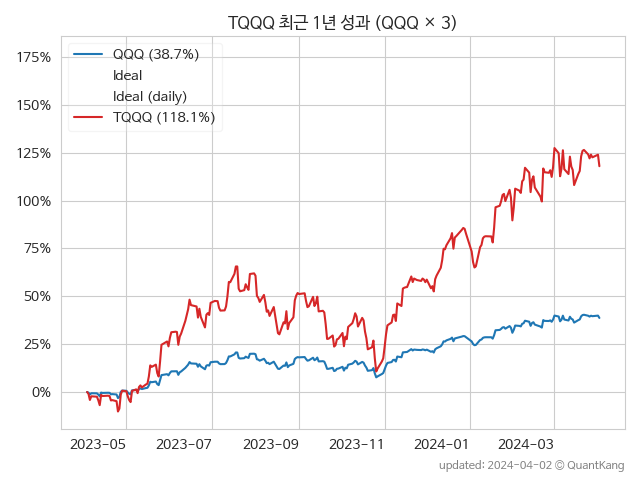 TQQQ 최근 1년 성과 (QQQ × 3)
QQQ (38.7%)
Ideal
Ideal (daily)
TQQQ (118.1%)
175%
150%
125%
100%
75%
50%
25%
0%
2023-05 2023-07 2023-09 2023-11 2024-01 2024-03
updated: 2024-04-02 © QuantKang